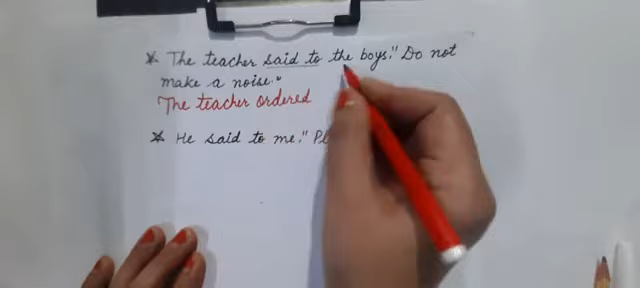 * The teacher said to the boys." Do not
make a noise."
The teacher ordered
* He said to me." Pl